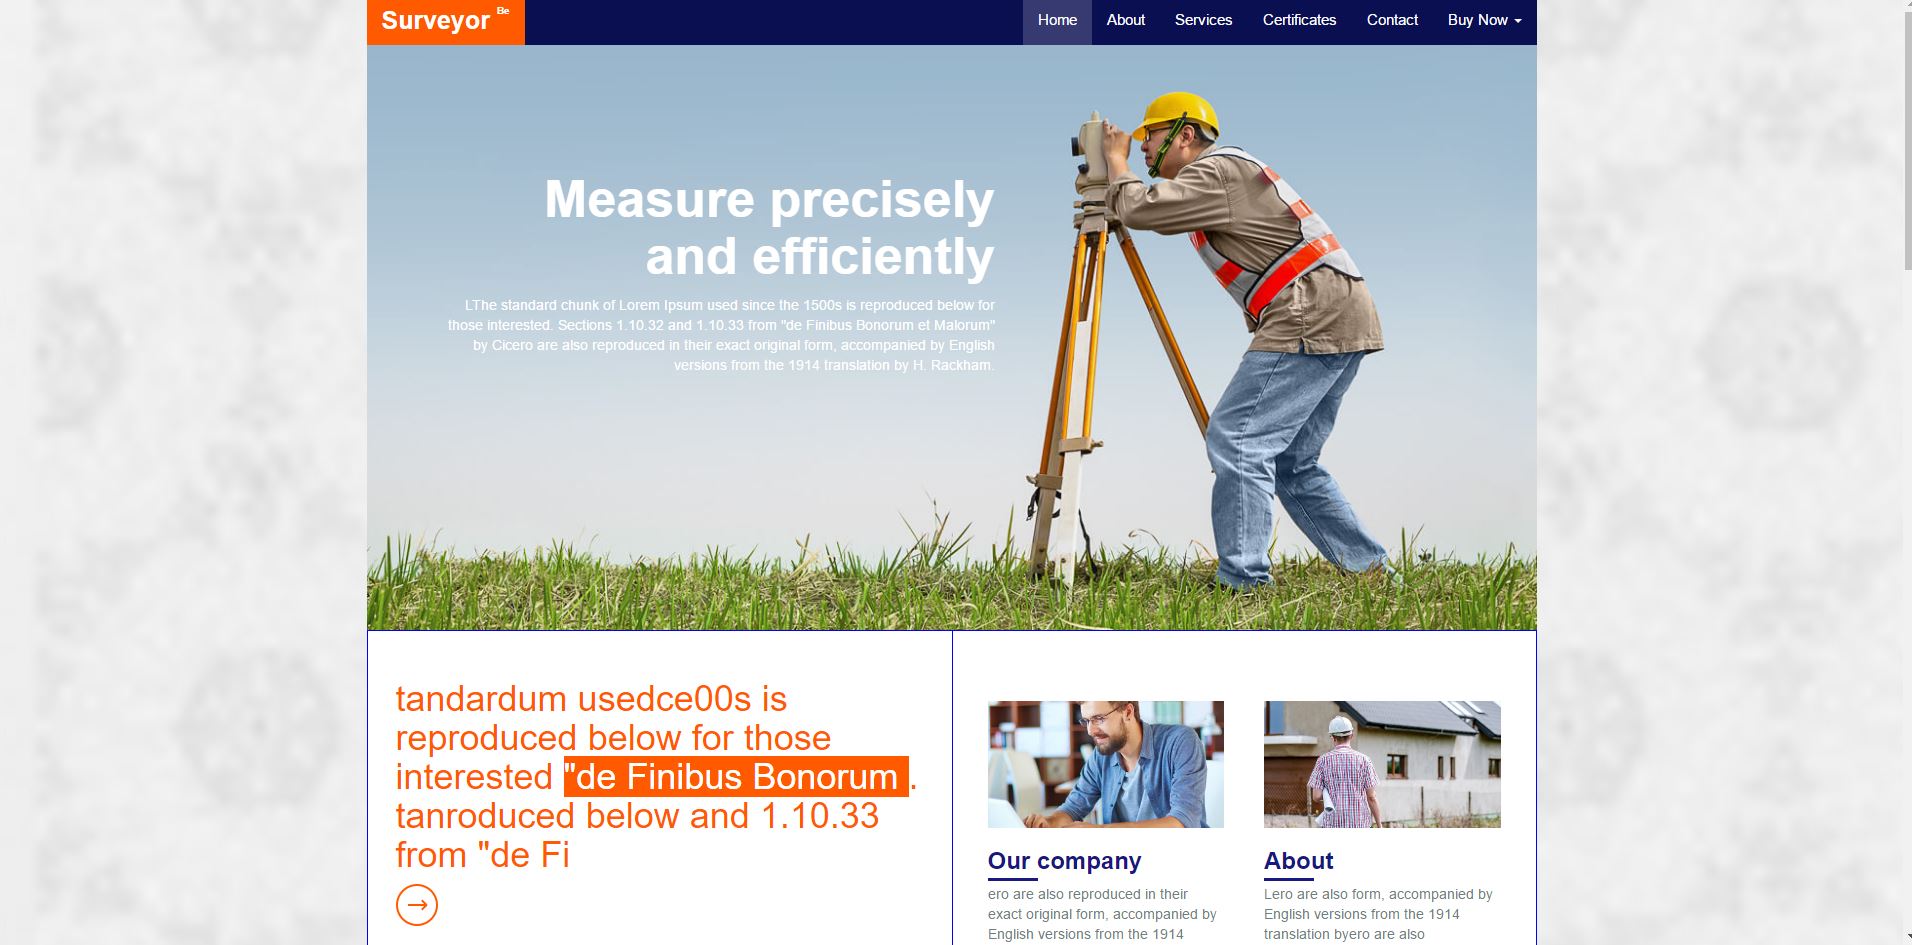 Surveyor Be
Home About Services Certificates Contact Buy Now
Measure precisely
and efficiently
LThe standard chunk of Lorem Ipsum used since the 1500s is reproduced below for
those interested. Sections 1.10.32 and 1.10.33 from "de Finibus Bonorum et Malorum"
by Cicero are also reproduced in their exact original form, accompanied by English
versions from the 1914 translation by H. Rackham.
tandardum usedce00s is
reproduced below for those
interested "de Finibus Bonorum .
tanroduced below and 1.10.33
from "de Fi
Our company
ero are also reproduced in their
exact original form, accompanied by
English versions from the 1914
About
Lero are also form, accompanied by
English versions from the 1914
translation byero are also